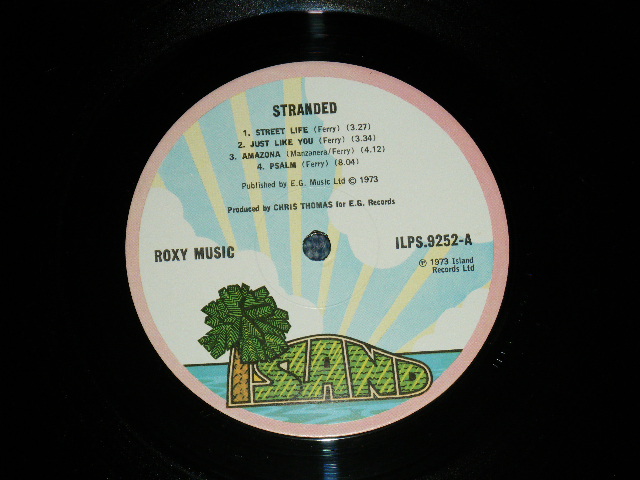 STRANDED
1. STREET LIFE (Ferry) (3.27)
2. JUST LIKE YOU (Ferry) (3.34)
3. AMAZONA (Manzanera/Ferry) (4.12)
4. PSALM (Ferry) (8.04)
Published by E.G. Music Ltd © 1973
Produced by CHRIS THOMAS for E.G. Records
ROXY MUSIC
ILPS.9252-A
℗ 1973 Island
Records Ltd
ISLAND